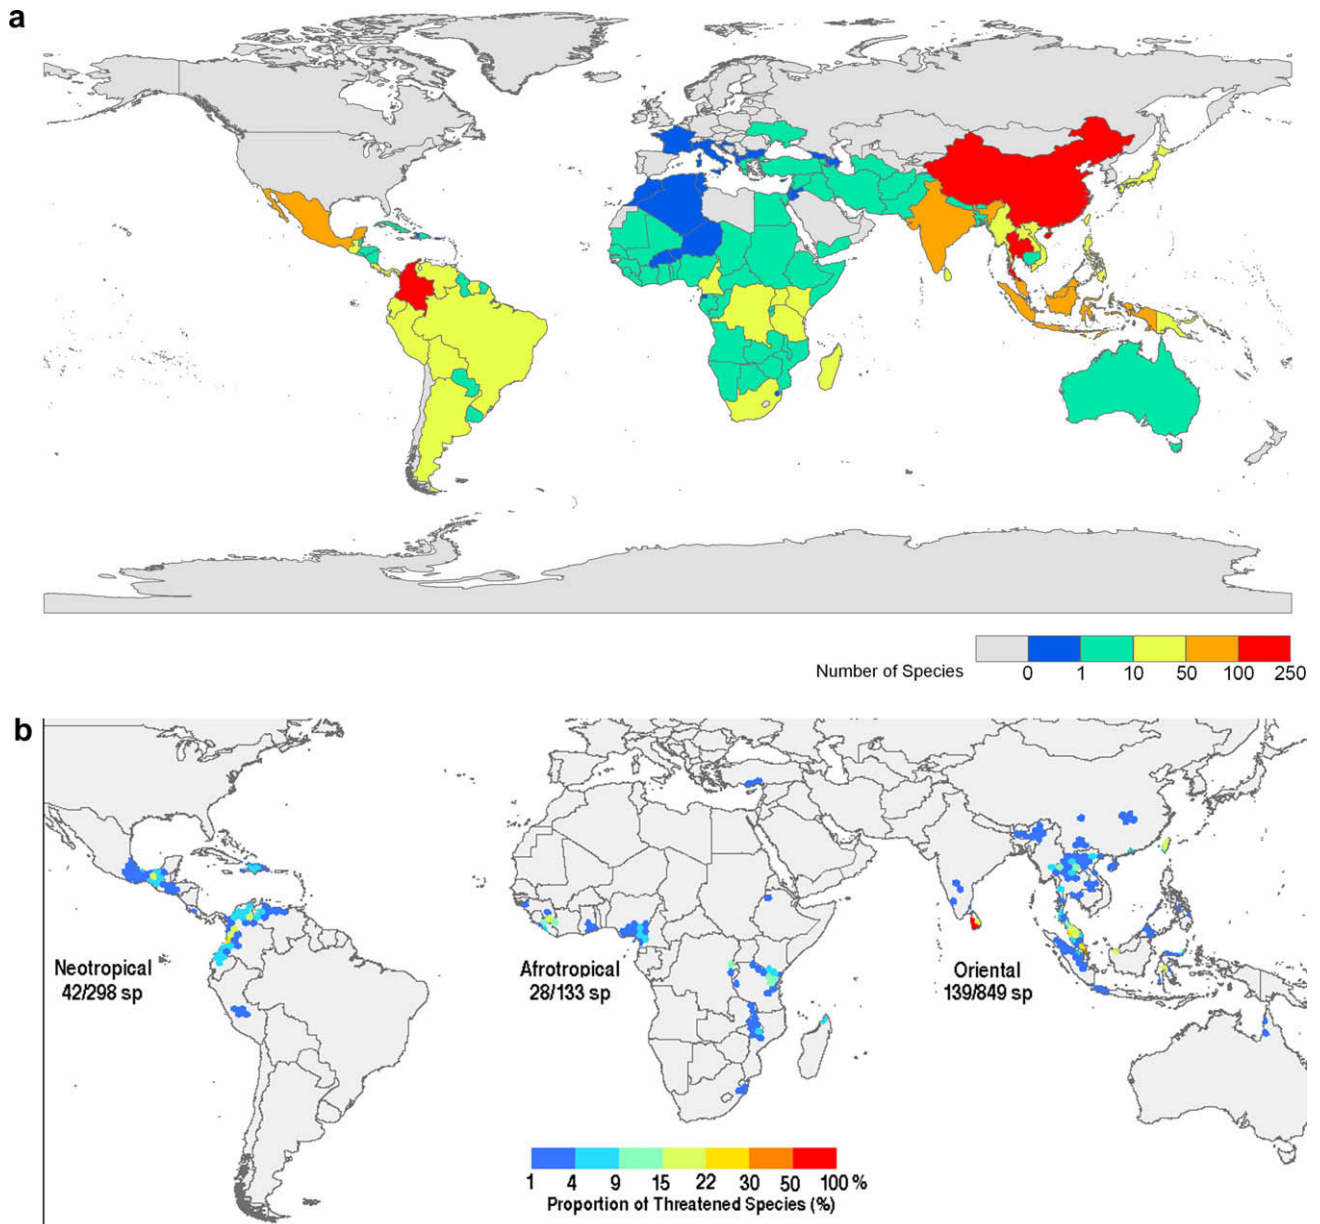 a
Number of Species
0 1 10 50 100 250
b
Neotropical
42/298 sp
Afrotropical
28/133 sp
Oriental
139/849 sp
1 4 9 15 22 30 50 100 %
Proportion of Threatened Species (%)